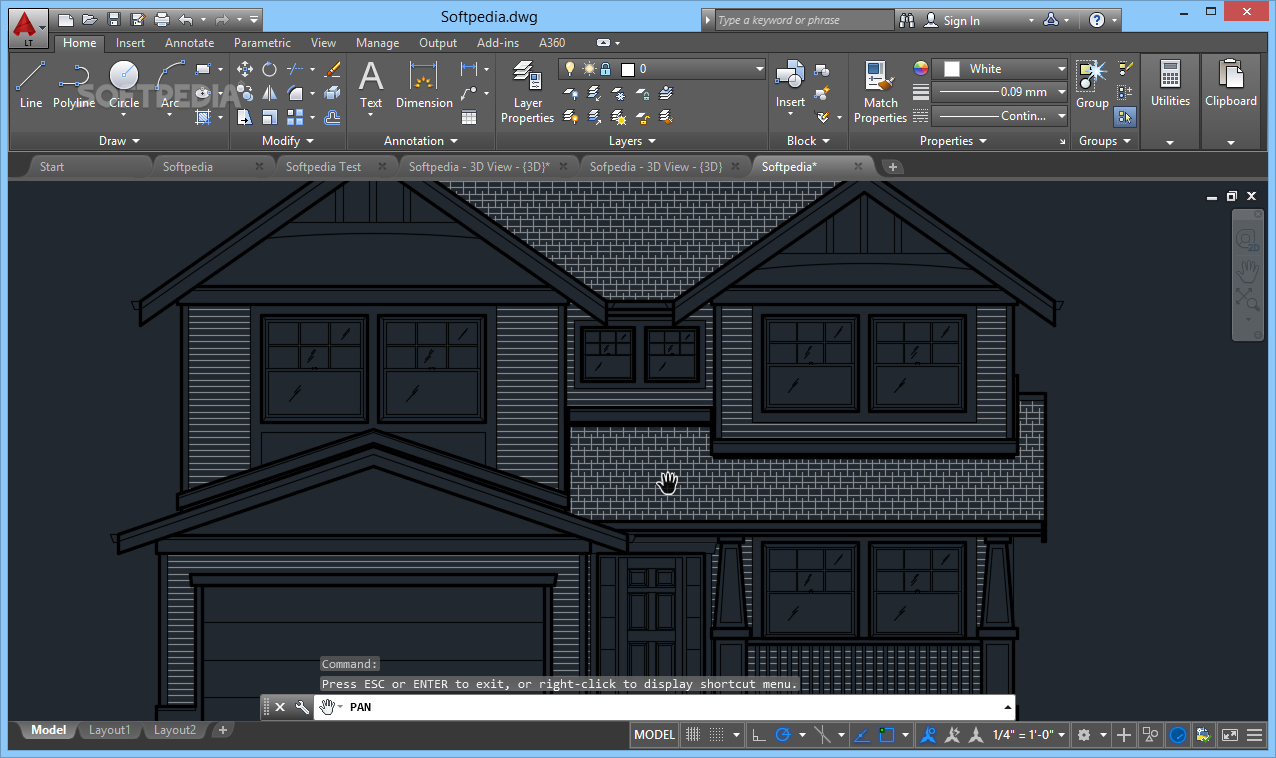 Softpedia.dwg
Type a keyword or phrase
Sign In
LT
Home Insert Annotate Parametric View Manage Output Add-ins A360
SOFTPEDIA
Line Polyline Circle Arc
Text Dimension
Layer Properties
0
Insert
Match Properties
White
0.09 mm
Contin...
Group
Utilities
Clipboard
Draw Modify Annotation Layers Block Properties Groups
Start Softpedia Softpedia Test Softpedia - 3D View - {3D}* Sofpedia - 3D View - {3D} Softpedia*
2D
Command:
Press ESC or ENTER to exit, or right-click to display shortcut menu.
PAN
Model Layout1 Layout2
MODEL
1/4" = 1'-0"